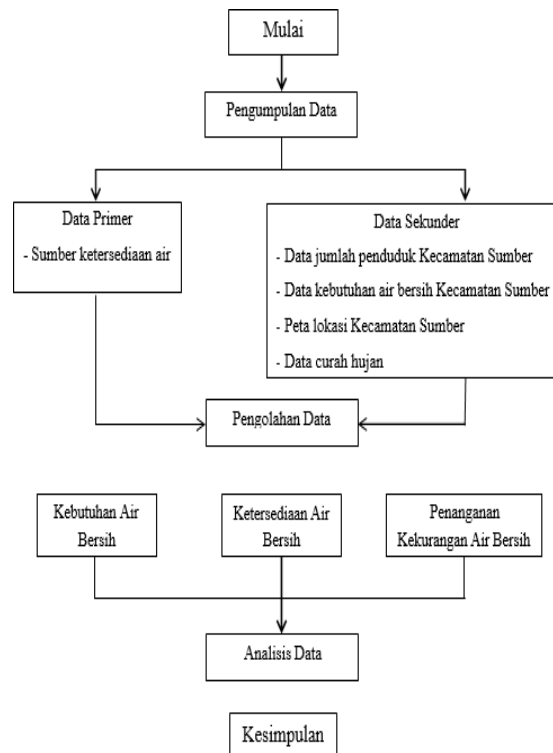 Mulai
Pengumpulan Data
Data Primer
- Sumber ketersediaan air
Data Sekunder
- Data jumlah penduduk Kecamatan Sumber
- Data kebutuhan air bersih Kecamatan Sumber
- Peta lokasi Kecamatan Sumber
- Data curah hujan
Pengolahan Data
Kebutuhan Air
Bersih
Ketersediaan Air
Bersih
Penanganan
Kekurangan Air Bersih
Analisis Data
Kesimpulan